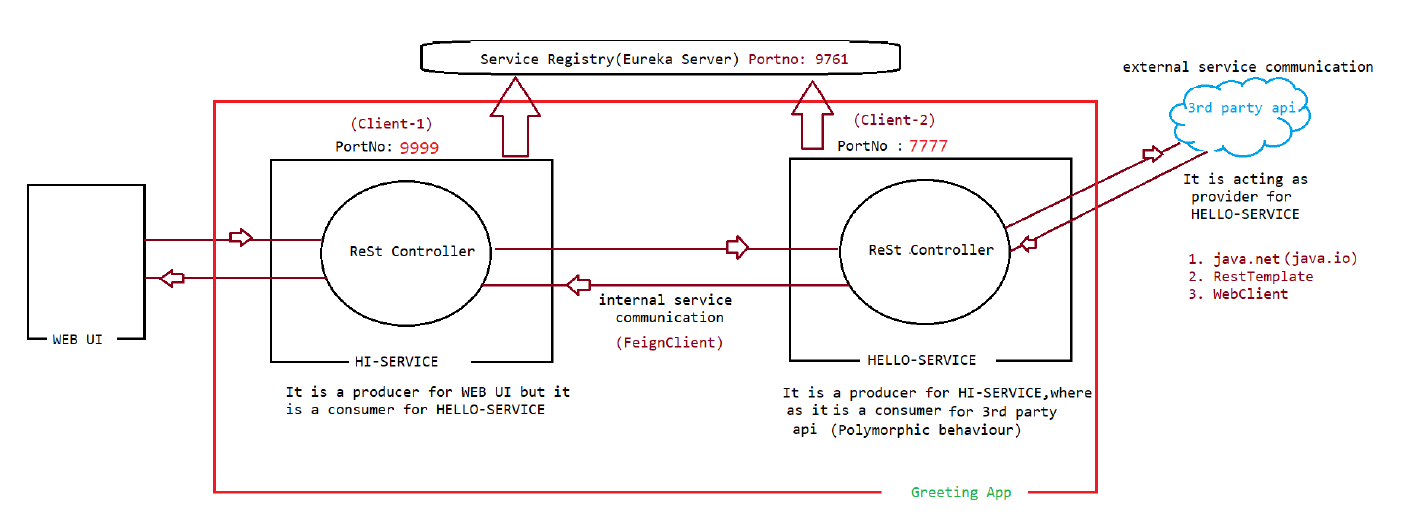 Service Registry(Eureka Server) Portno: 9761
external service communication
3rd party api
(Client-1)
PortNo: 9999
(Client-2)
PortNo : 7777
It is acting as
provider for
HELLO-SERVICE
ReSt Controller
ReSt Controller
1. java.net(java.io)
2. RestTemplate
3. WebClient
internal service
communication
(FeignClient)
WEB UI
HI-SERVICE
HELLO-SERVICE
It is a producer for WEB UI but it
is a consumer for HELLO-SERVICE
It is a producer for HI-SERVICE,where
as it is a consumer for 3rd party
api (Polymorphic behaviour)
Greeting App